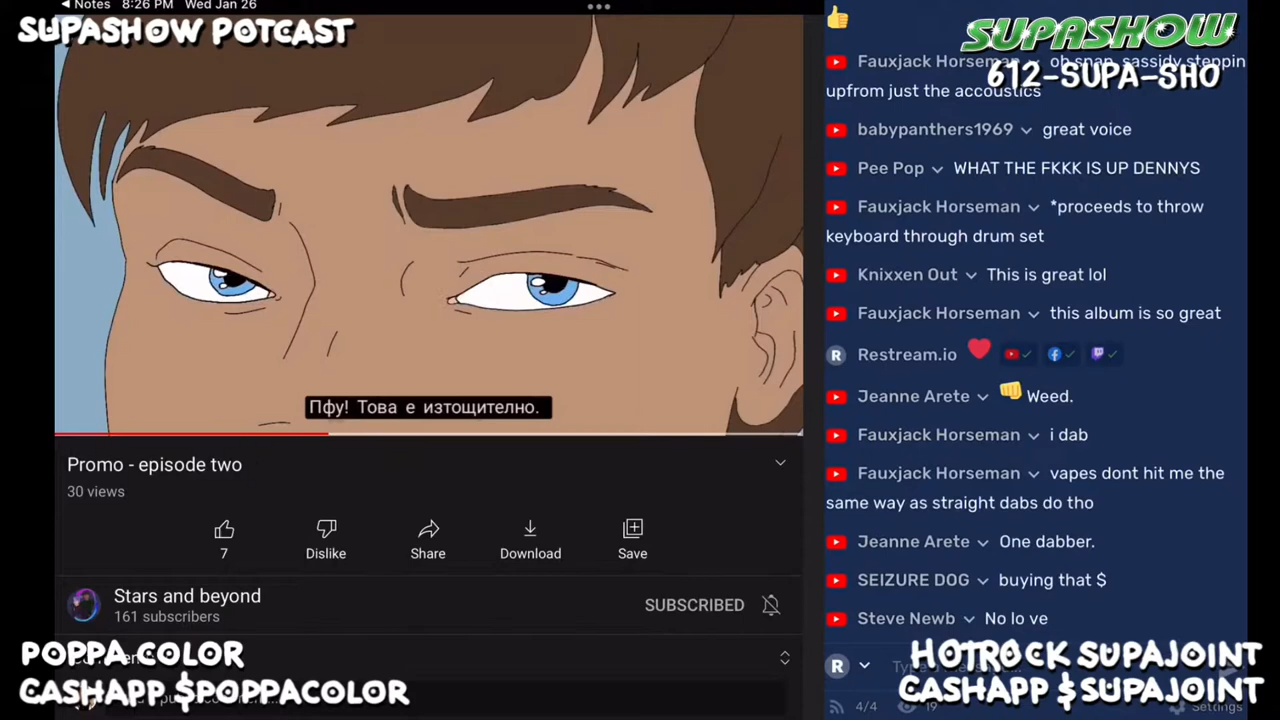 Notes 8:26 PM Wed Jan 26
SUPASHOW POTCAST
Пфу! Това е изтощително.
Promo - episode two
30 views
7 Dislike Share Download Save
Stars and beyond
161 subscribers
SUBSCRIBED
POPPA COLOR
CASHAPP $POPPACOLOR
SUPASHOW
612-SUPA-SHO
Fauxjack Horseman oh snap, sassidy steppin
upfrom just the accoustics
babypanthers1969 great voice
Pee Pop WHAT THE FKKK IS UP DENNYS
Fauxjack Horseman *proceeds to throw
keyboard through drum set
Knixxen Out This is great lol
Fauxjack Horseman this album is so great
R Restream.io
Jeanne Arete Weed.
Fauxjack Horseman i dab
Fauxjack Horseman vapes dont hit me the
same way as straight dabs do tho
Jeanne Arete One dabber.
SEIZURE DOG buying that $
Steve Newb No lo ve
R
HOTROCK SUPAJOINT
CASHAPP $SUPAJOINT
4/4 19 Settings